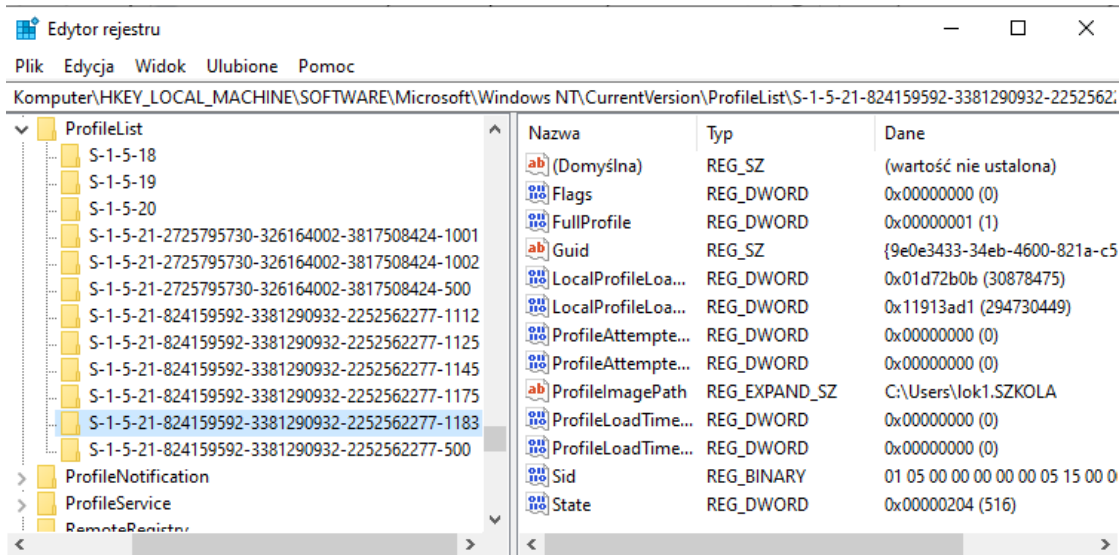 Edytor rejestru
Plik Edycja Widok Ulubione Pomoc
Komputer\HKEY_LOCAL_MACHINE\SOFTWARE\Microsoft\Windows NT\CurrentVersion\ProfileList\S-1-5-21-824159592-3381290932-2252562
ProfileList
S-1-5-18
S-1-5-19
S-1-5-20
S-1-5-21-2725795730-326164002-3817508424-1001
S-1-5-21-2725795730-326164002-3817508424-1002
S-1-5-21-2725795730-326164002-3817508424-500
S-1-5-21-824159592-3381290932-2252562277-1112
S-1-5-21-824159592-3381290932-2252562277-1125
S-1-5-21-824159592-3381290932-2252562277-1145
S-1-5-21-824159592-3381290932-2252562277-1175
S-1-5-21-824159592-3381290932-2252562277-1183
S-1-5-21-824159592-3381290932-2252562277-500
ProfileNotification
ProfileService
RemoteRegistry
Nazwa Typ Dane
(Domyślna) REG_SZ (wartość nie ustalona)
Flags REG_DWORD 0x00000000 (0)
FullProfile REG_DWORD 0x00000001 (1)
Guid REG_SZ {9e0e3433-34eb-4600-821a-c5
LocalProfileLoa... REG_DWORD 0x01d72b0b (30878475)
LocalProfileLoa... REG_DWORD 0x11913ad1 (294730449)
ProfileAttempte... REG_DWORD 0x00000000 (0)
ProfileAttempte... REG_DWORD 0x00000000 (0)
ProfileImagePath REG_EXPAND_SZ C:\Users\lok1.SZKOLA
ProfileLoadTime... REG_DWORD 0x00000000 (0)
ProfileLoadTime... REG_DWORD 0x00000000 (0)
Sid REG_BINARY 01 05 00 00 00 00 00 05 15 00 0
State REG_DWORD 0x00000204 (516)